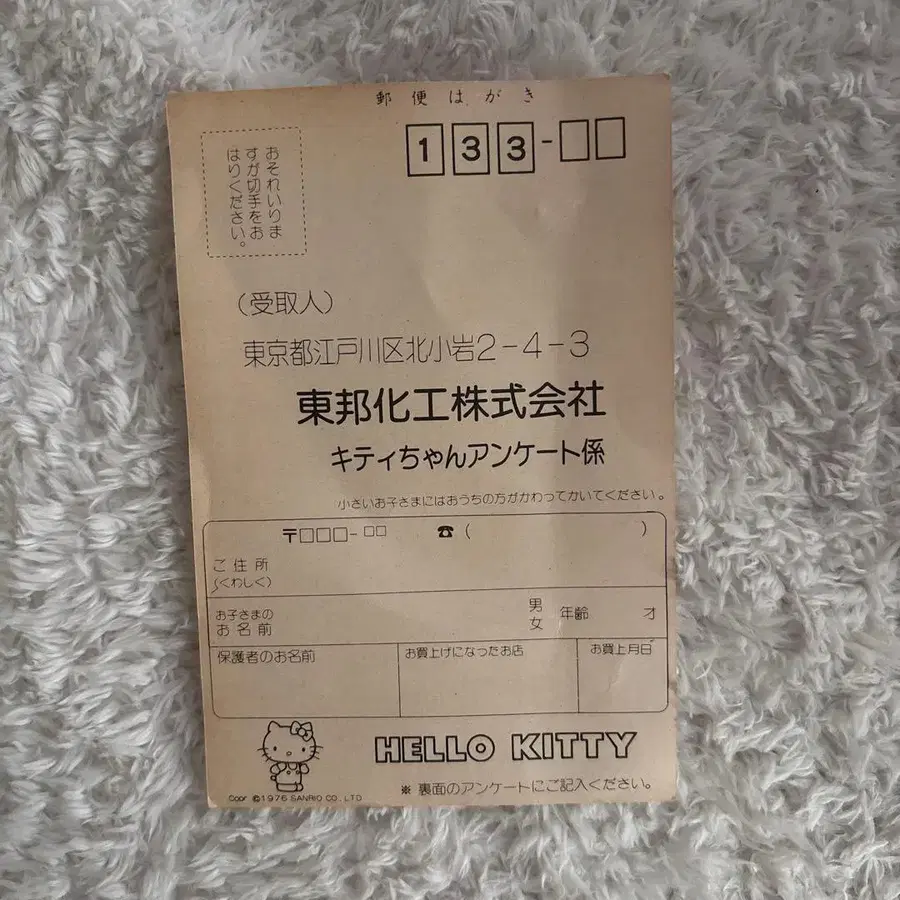 郵便はがき
133-□□
おそれいりま
すが切手をお
はりください。
(受取人)
東京都江戸川区北小岩2-4-3
東邦化工株式会社
キティちゃんアンケート係
小さいお子さまにはおうちの方がかわってかいてください。
〒□□□-□□ ☎( )
ご住所
(くわしく)
お子さまの
お名前
男
女
年齢 才
保護者のお名前
お買上げになったお店
お買上月日
HELLO KITTY
※裏面のアンケートにご記入ください。
Coor ©1976 SANRIO CO., LTD